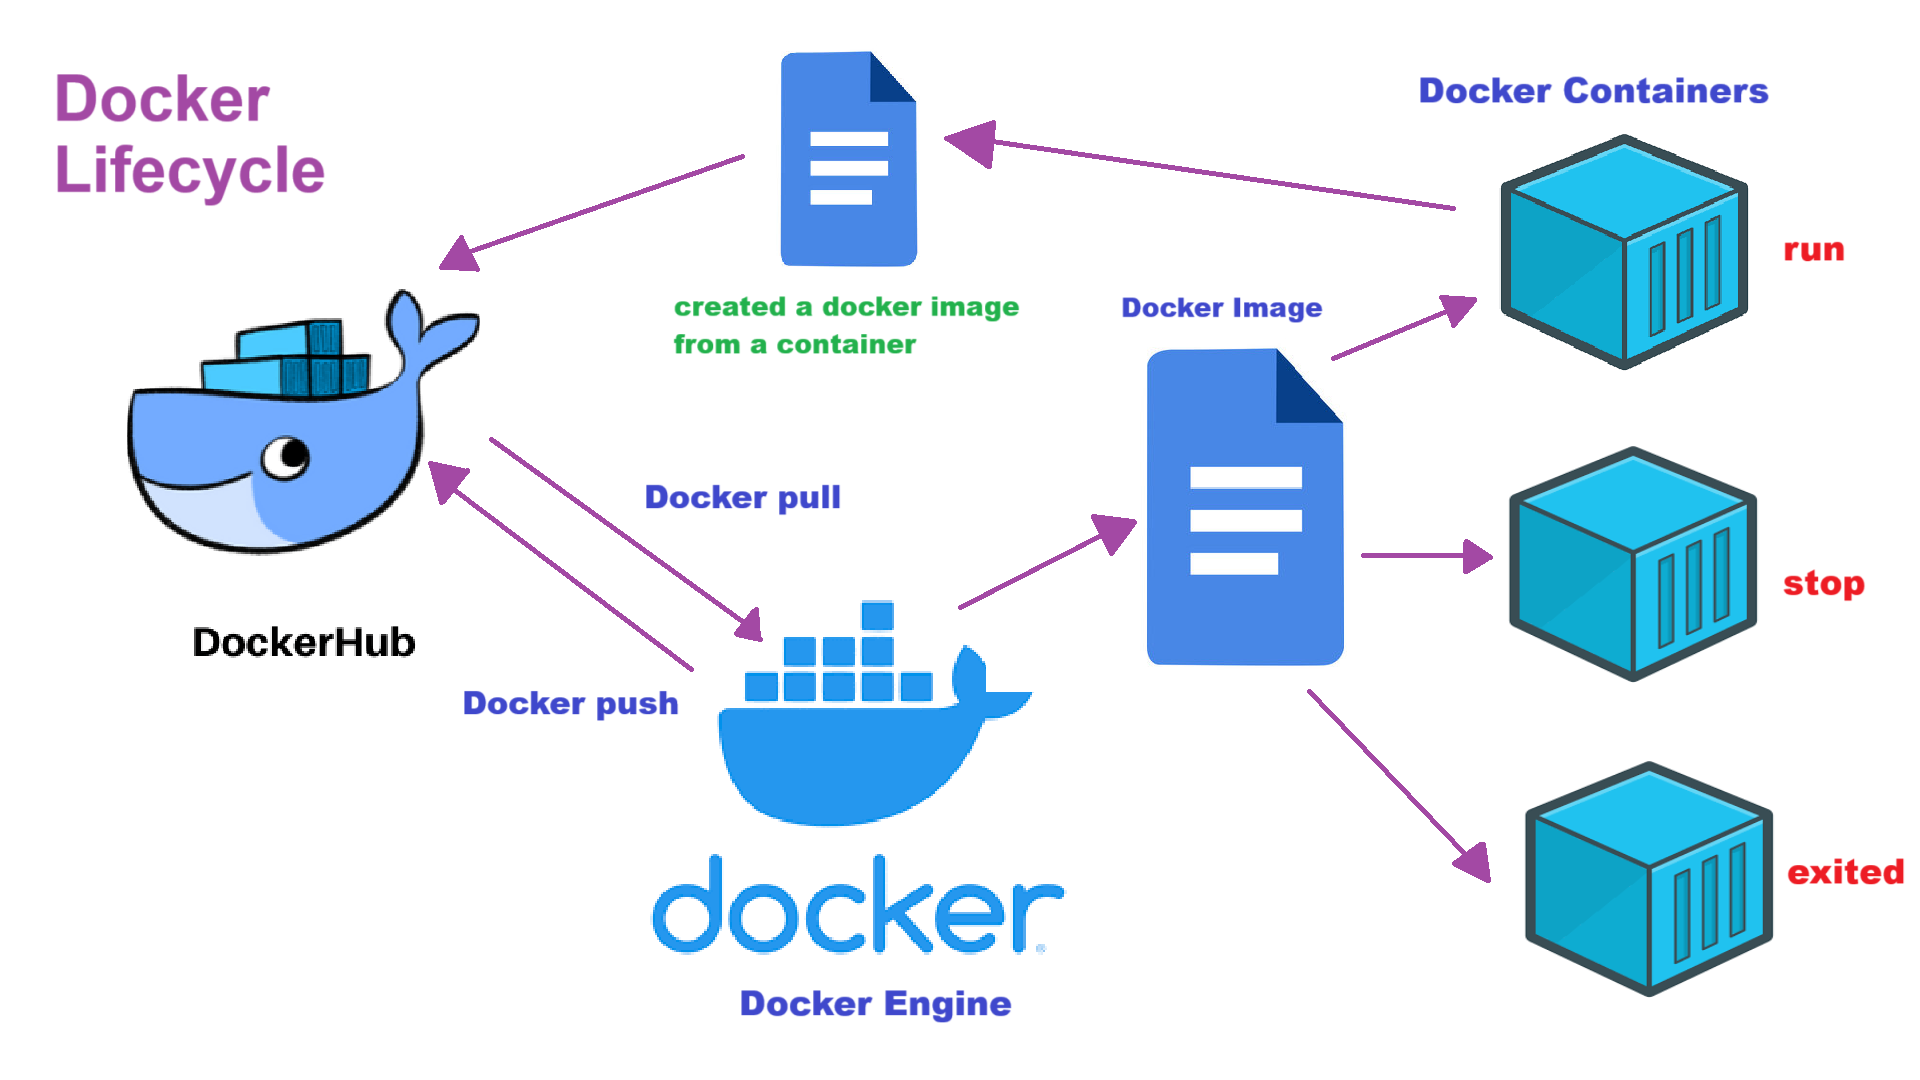 Docker
Lifecycle
Docker Containers
run
created a docker image
from a container
Docker Image
Docker pull
stop
DockerHub
Docker push
exited
docker
Docker Engine